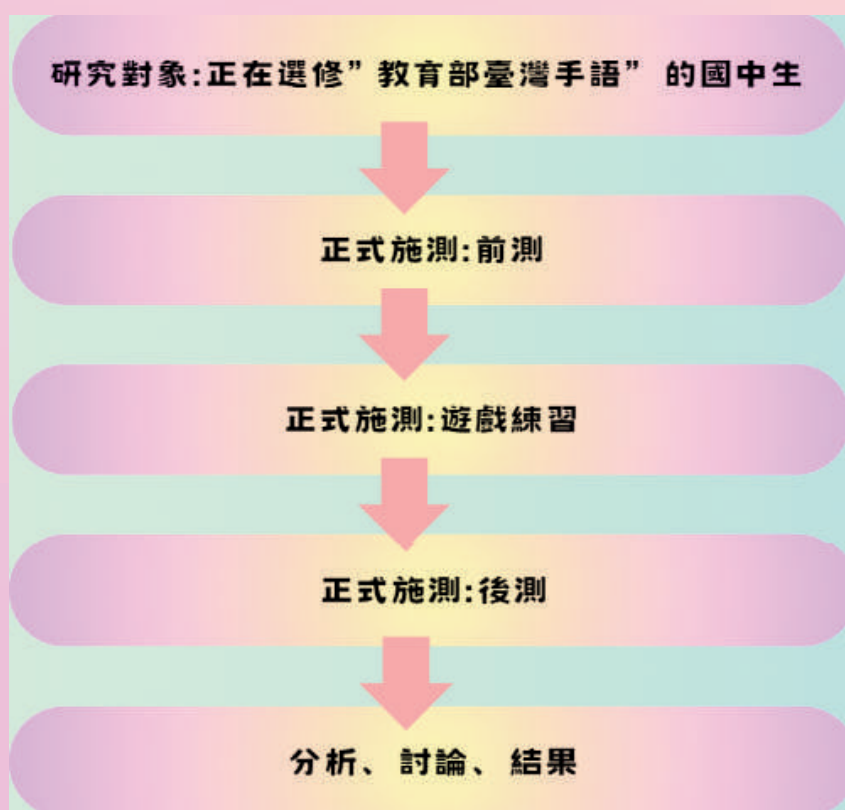 研究對象:正在選修”教育部臺灣手語” 的國中生
正式施測:前測
正式施測:遊戲練習
正式施測:後測
分析、討論、結果